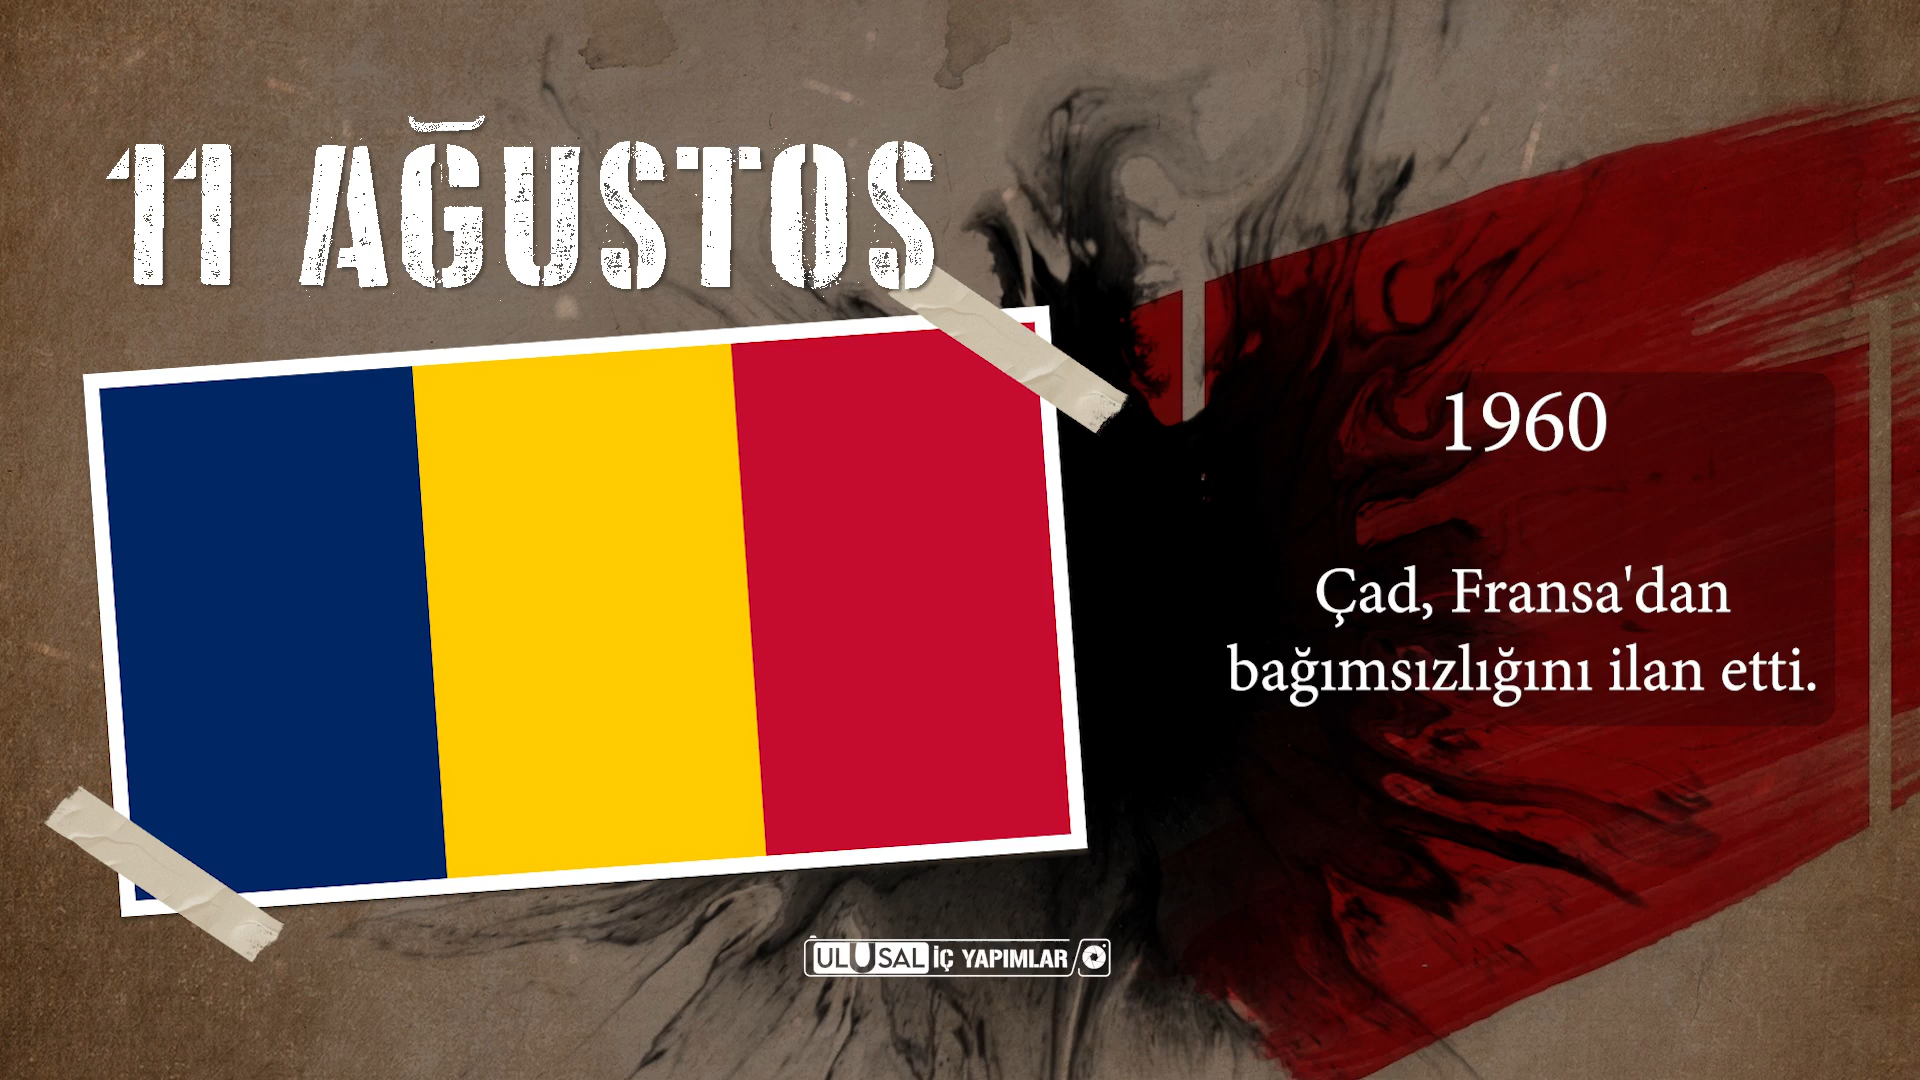 11 AĞUSTOS
1960
Çad, Fransa'dan
bağımsızlığını ilan etti.
ULUSAL İÇ YAPIMLAR